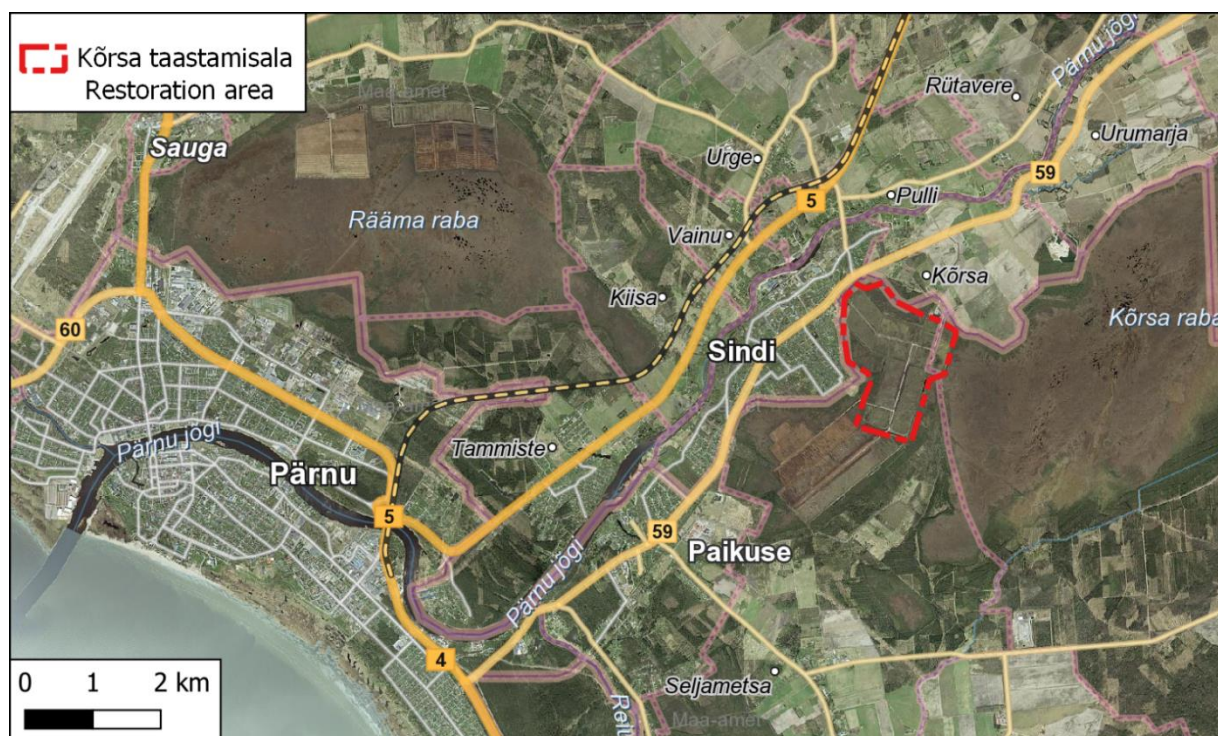 Kõrsa taastamisala
Restoration area
Maa-amet
Pärnu jõgi
Rütavere
Sauga
Urge
Urumarja
59
5
Pulli
Rääma raba
Vainu
Kõrsa
Kiisa
Kõrsa raba
60
Sindi
Pärnu jõgi
Tammiste
Pärnu
5
59
Paikuse
Pärnu jõgi
4
0 1 2 km
Seljametsa
Maa-amet